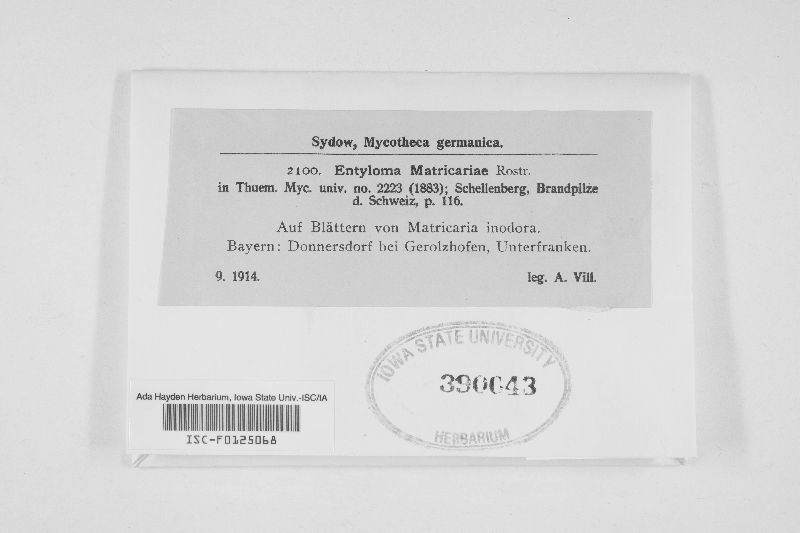 Sydow, Mycotheca germanica.
2100. Entyloma Matricariae Rostr.
in Thuem. Myc. univ. no. 2223 (1883); Schellenberg, Brandpilze
d. Schweiz, p. 116.
Auf Blättern von Matricaria inodora.
Bayern: Donnersdorf bei Gerolzhofen, Unterfranken.
9. 1914. leg. A. Vill.
IOWA STATE UNIVERSITY
390043
HERBARIUM
Ada Hayden Herbarium, Iowa State Univ.-ISC/IA
ISC-F0125068